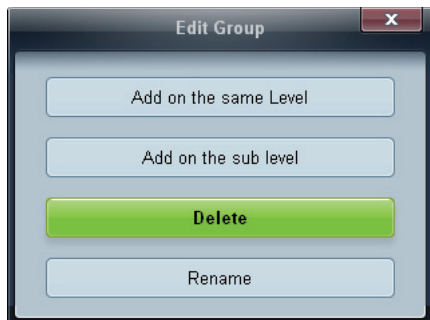 Edit Group
x
Add on the same Level
Add on the sub level
Delete
Rename